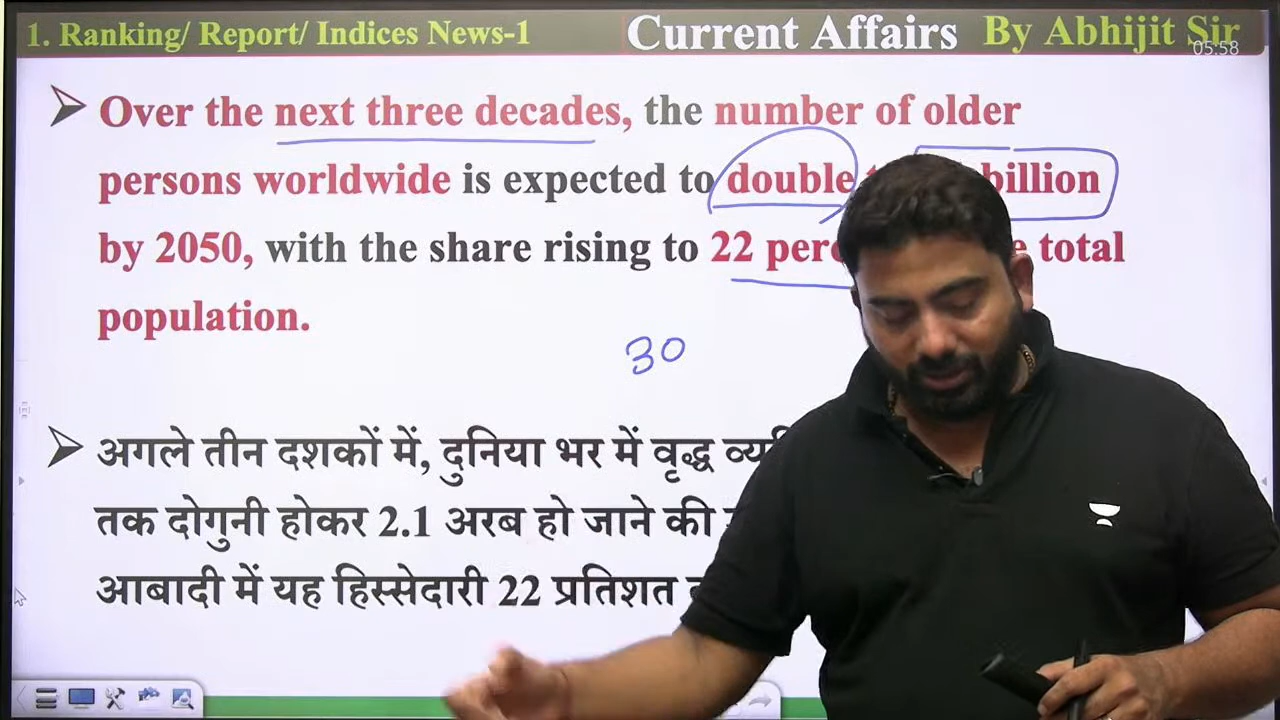 1. Ranking/ Report/ Indices News-1
Current Affairs By Abhijit Sir
05:58
Over the next three decades, the number of older
persons worldwide is expected to double billion
by 2050, with the share rising to 22 total
population.
30
अगले तीन दशकों में, दुनिया भर में वृद्ध
तक दोगुनी होकर 2.1 अरब हो जाने की
आबादी में यह हिस्सेदारी 22 प्रतिशत